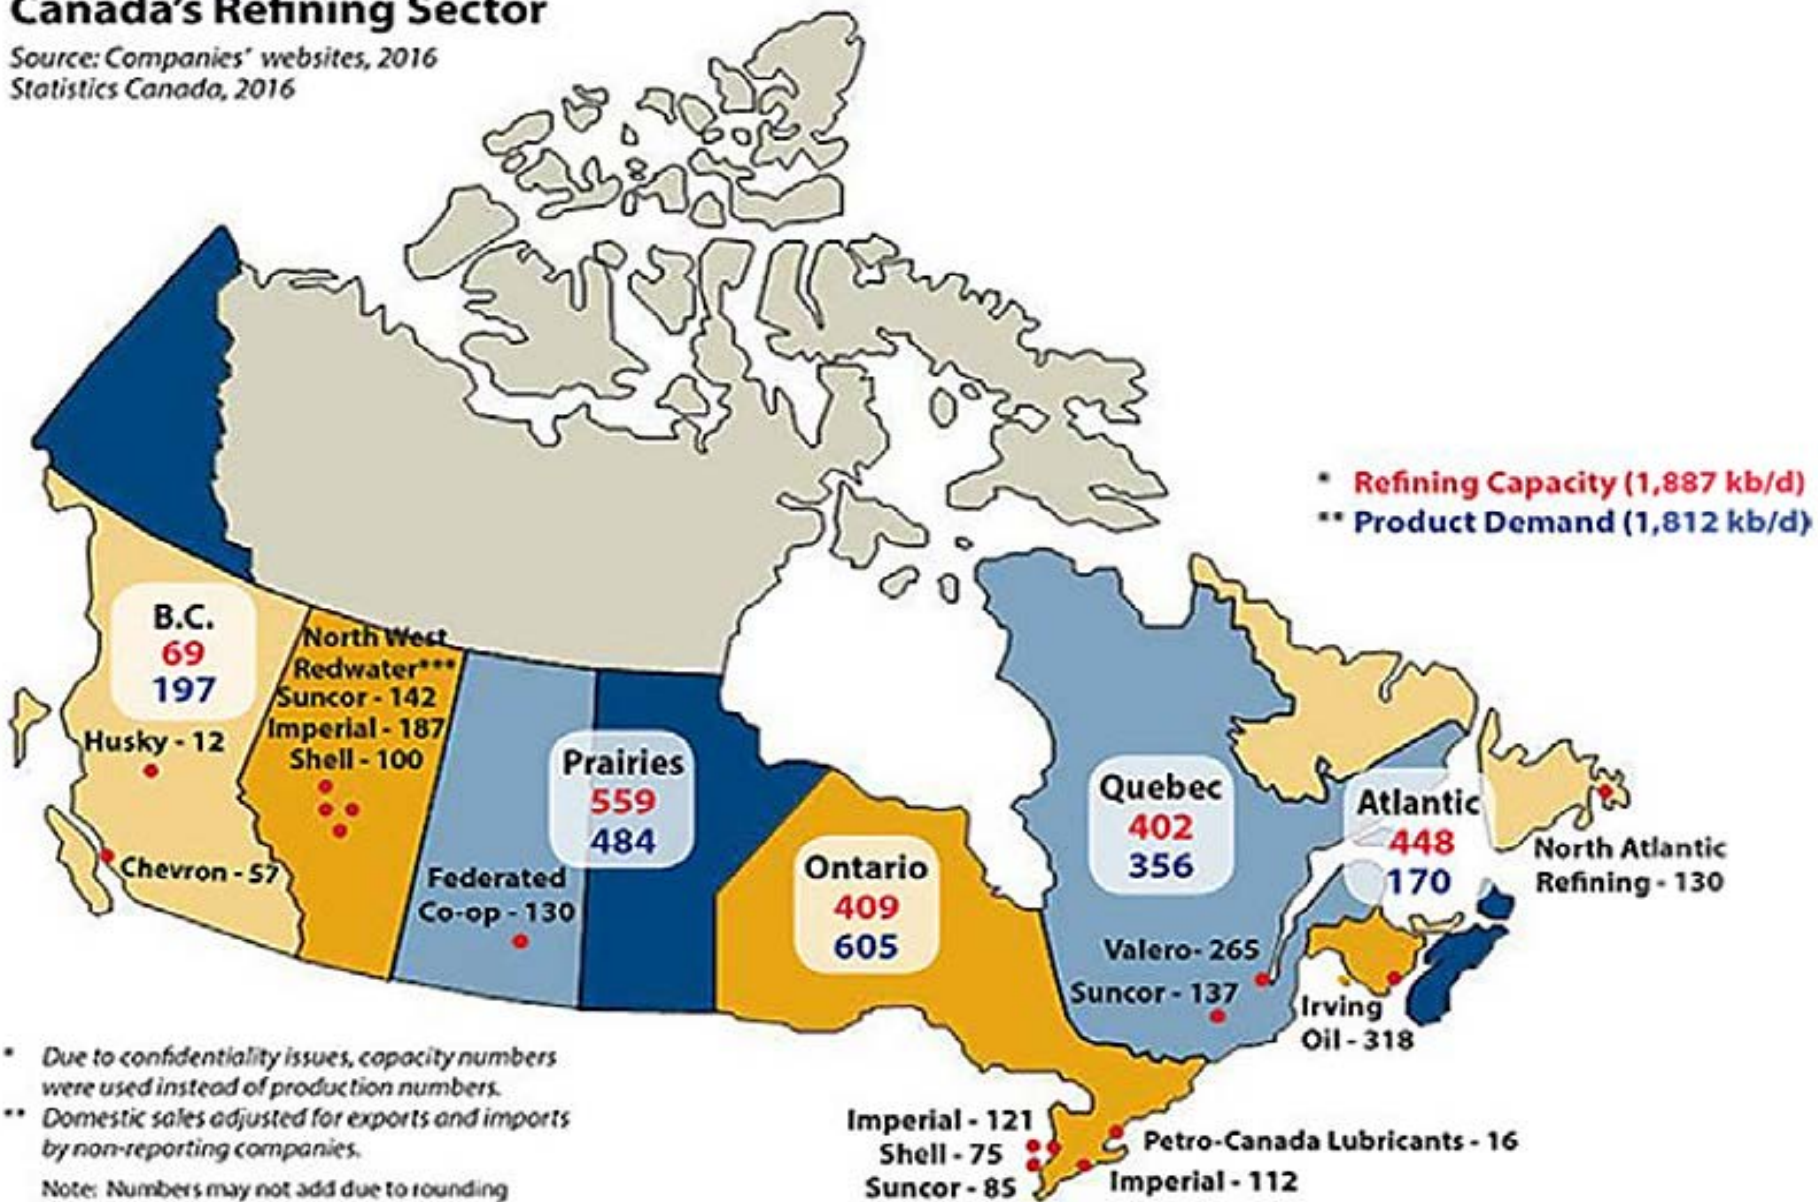 Canada's Refining Sector
Source: Companies' websites, 2016
Statistics Canada, 2016
* Refining Capacity (1,887 kb/d)
** Product Demand (1,812 kb/d)
B.C.
69
197
Husky - 12
Chevron - 57
North West
Redwater***
Suncor - 142
Imperial - 187
Shell - 100
Prairies
559
484
Federated
Co-op - 130
Ontario
409
605
Quebec
402
356
Valero- 265
Suncor - 137
Atlantic
448
170
North Atlantic
Refining - 130
Irving
Oil - 318
Imperial - 121
Shell - 75
Suncor - 85
Petro-Canada Lubricants - 16
Imperial - 112
* Due to confidentiality issues, capacity numbers
were used instead of production numbers.
** Domestic sales adjusted for exports and imports
by non-reporting companies.
Note: Numbers may not add due to rounding